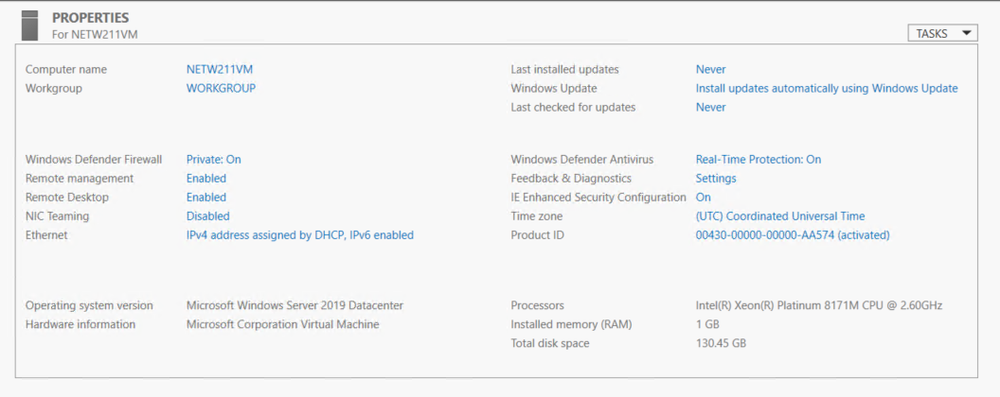 PROPERTIES
For NETW211VM
TASKS
Computer name NETW211VM
Workgroup WORKGROUP
Last installed updates Never
Windows Update Install updates automatically using Windows Update
Last checked for updates Never
Windows Defender Firewall Private: On
Remote management Enabled
Remote Desktop Enabled
NIC Teaming Disabled
Ethernet IPv4 address assigned by DHCP, IPv6 enabled
Windows Defender Antivirus Real-Time Protection: On
Feedback & Diagnostics Settings
IE Enhanced Security Configuration On
Time zone (UTC) Coordinated Universal Time
Product ID 00430-00000-00000-AA574 (activated)
Operating system version Microsoft Windows Server 2019 Datacenter
Hardware information Microsoft Corporation Virtual Machine
Processors Intel(R) Xeon(R) Platinum 8171M CPU @ 2.60GHz
Installed memory (RAM) 1 GB
Total disk space 130.45 GB